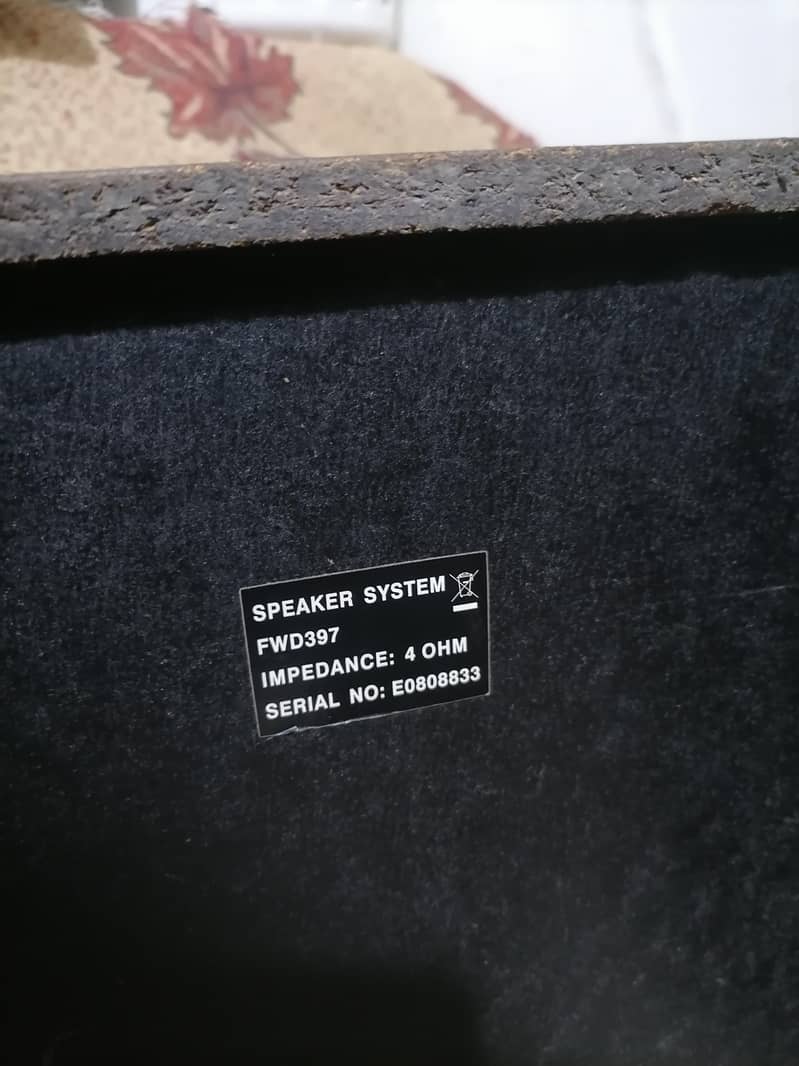 SPEAKER SYSTEM
FWD397
IMPEDANCE: 4 OHM
SERIAL NO: E0808833